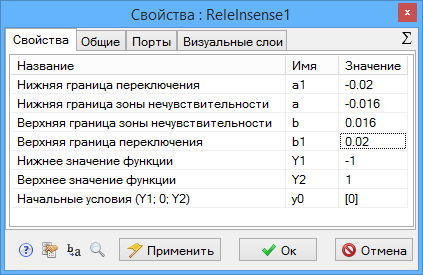 Свойства : ReleInsense1
Свойства Общие Порты Визуальные слои Σ
Название Имя Значение
Нижняя граница переключения a1 -0.02
Нижняя граница зоны нечувствительности a -0.016
Верхняя граница зоны нечувствительности b 0.016
Верхняя граница переключения b1 0.02
Нижнее значение функции Y1 -1
Верхнее значение функции Y2 1
Начальные условия (Y1; 0; Y2) y0 [0]
Применить Ок Отмена